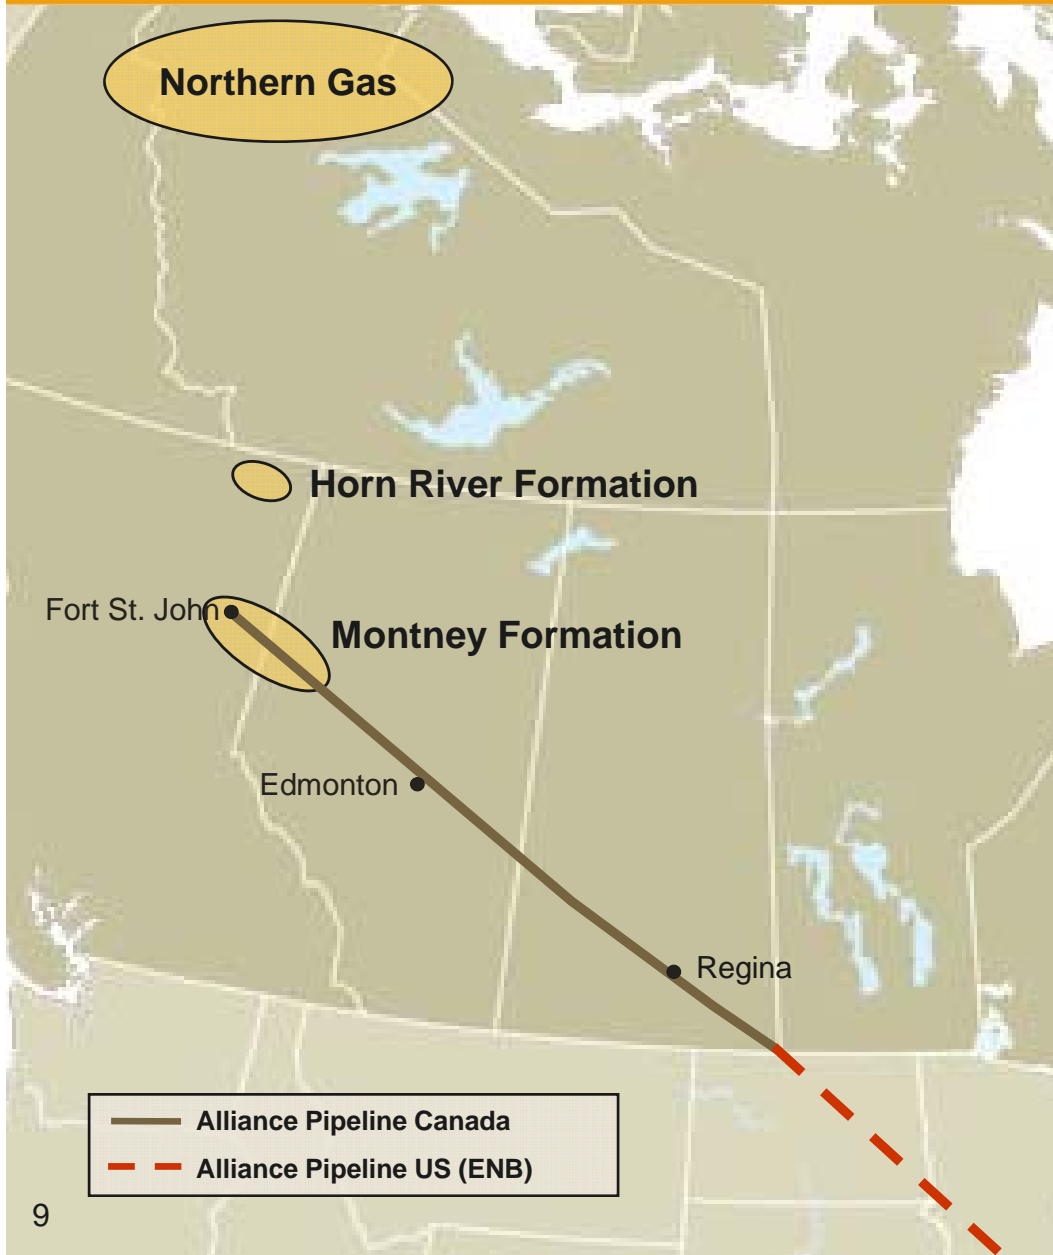 Northern Gas
Horn River Formation
Fort St. John
Montney Formation
Edmonton
Regina
Alliance Pipeline Canada
Alliance Pipeline US (ENB)
9